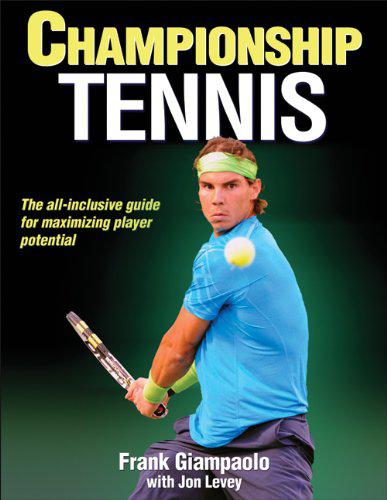 CHAMPIONSHIP
TENNIS
The all-inclusive guide
for maximizing player
potential
Frank Giampaolo
with Jon Levey